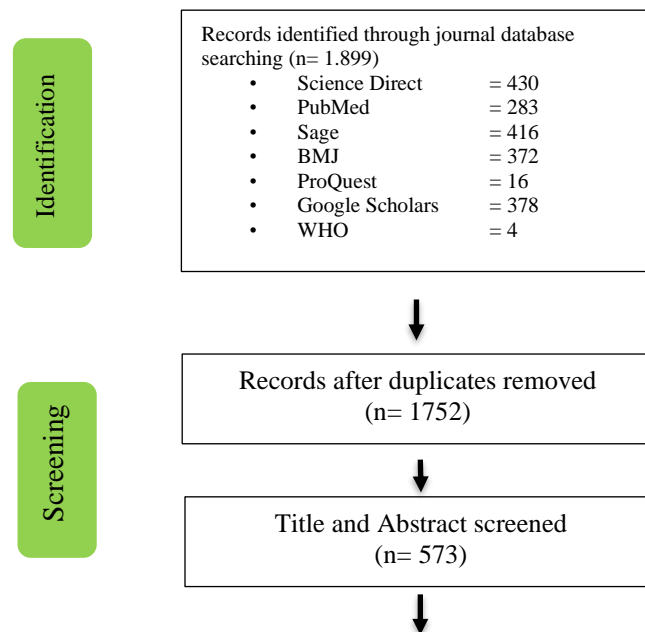 Identification
Records identified through journal database
searching (n= 1.899)
• Science Direct = 430
• PubMed = 283
• Sage = 416
• BMJ = 372
• ProQuest = 16
• Google Scholars = 378
• WHO = 4
Screening
Records after duplicates removed
(n= 1752)
Title and Abstract screened
(n= 573)